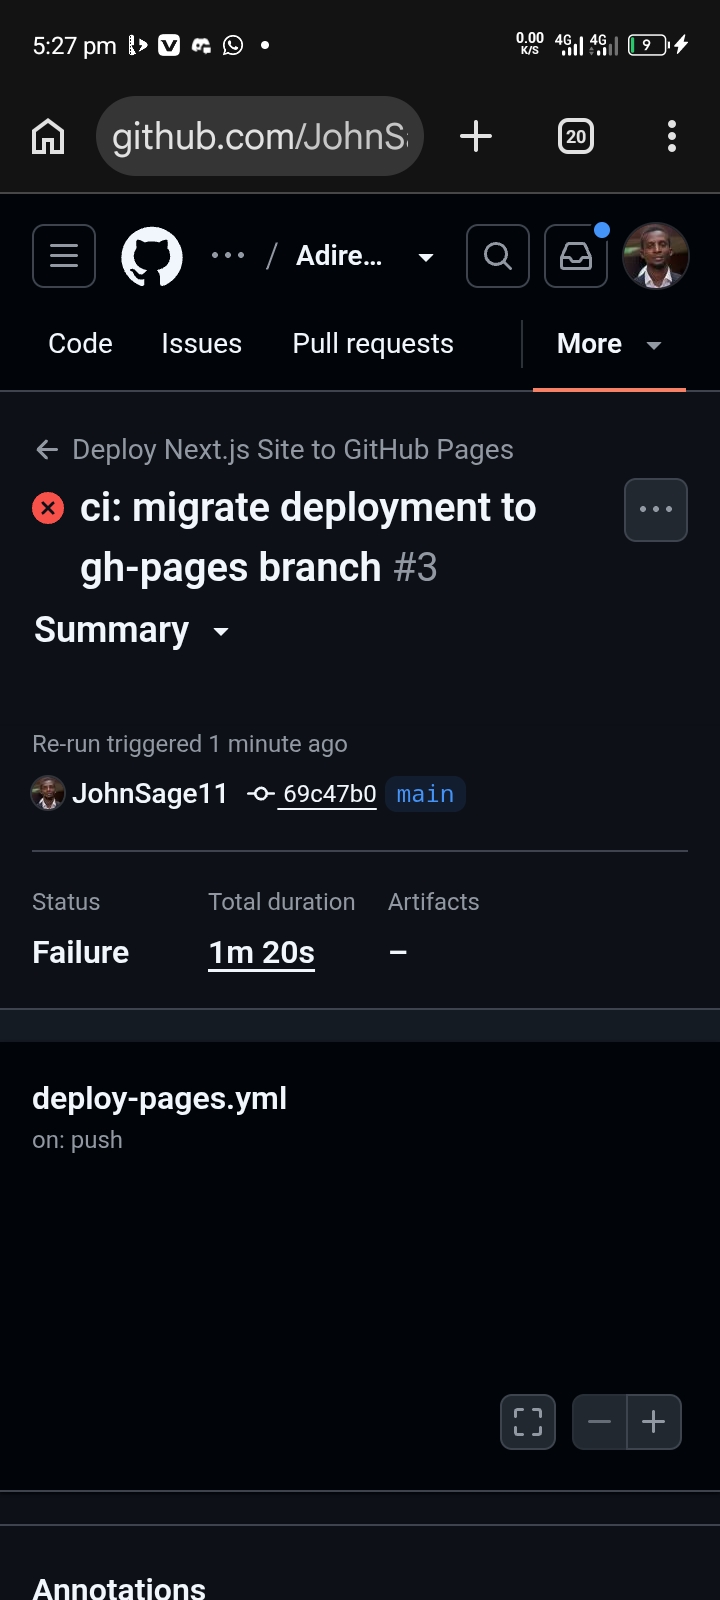 5:27 pm
0.00 K/S 4G 4G 9
github.com/JohnSa
20
... / Adire...
Code Issues Pull requests More
Deploy Next.js Site to GitHub Pages
ci: migrate deployment to
gh-pages branch #3
Summary
Re-run triggered 1 minute ago
JohnSage11 69c47b0 main
Status Total duration Artifacts
Failure 1m 20s –
deploy-pages.yml
on: push
Annotations